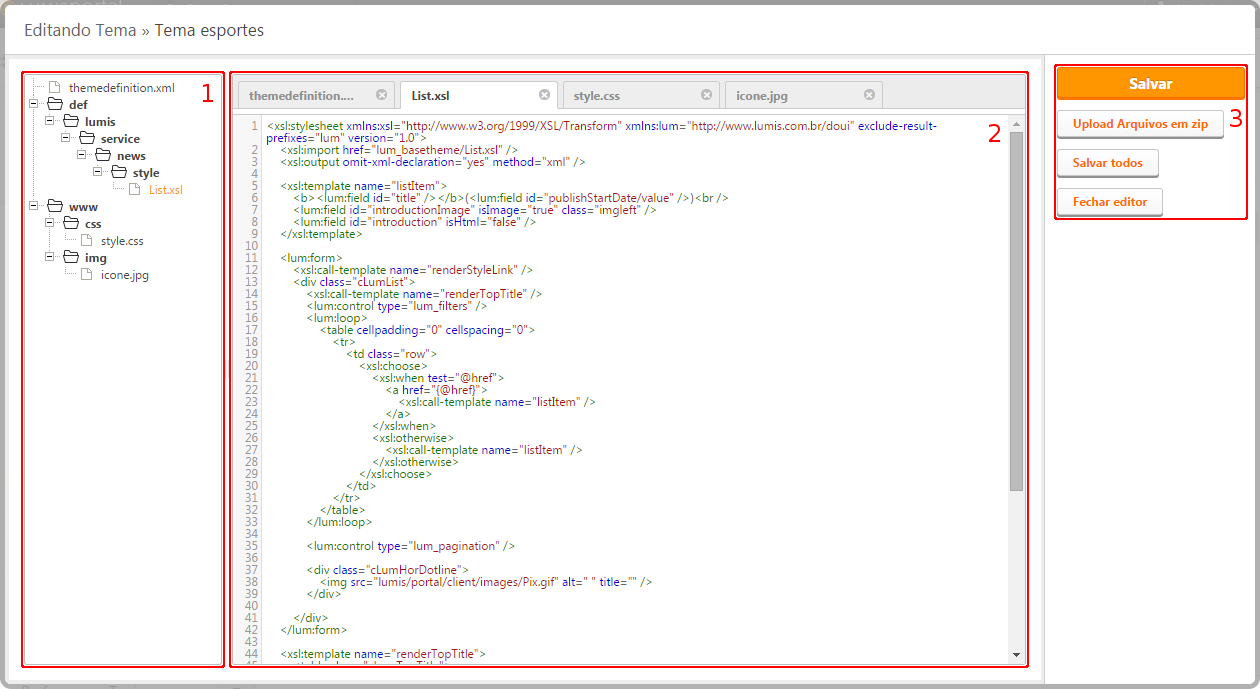 Editando Tema » Tema esportes
1
themedefinition.xml
def
lumis
service
news
style
List.xsl
www
css
style.css
img
icone.jpg
themedefinition.... List.xsl style.css icone.jpg
2
1 <xsl:stylesheet xmlns:xsl="http://www.w3.org/1999/XSL/Transform" xmlns:lum="http://www.lumis.com.br/doui" exclude-result-
prefixes="lum" version="1.0">
2 <xsl:import href="lum_basetheme/List.xsl" />
3 <xsl:output omit-xml-declaration="yes" method="xml" />
4
5 <xsl:template name="listItem">
6 <b><lum:field id="title" /></b>(<lum:field id="publishStartDate/value" />)<br />
7 <lum:field id="introductionImage" isImage="true" class="imgleft" />
8 <lum:field id="introduction" isHtml="false" />
9 </xsl:template>
10
11 <lum:form>
12 <xsl:call-template name="renderStyleLink" />
13 <div class="cLumList">
14 <xsl:call-template name="renderTopTitle" />
15 <lum:control type="lum_filters" />
16 <lum:loop>
17 <table cellpadding="0" cellspacing="0">
18 <tr>
19 <td class="row">
20 <xsl:choose>
21 <xsl:when test="@href">
22 <a href="{@href}">
23 <xsl:call-template name="listItem" />
24 </a>
25 </xsl:when>
26 <xsl:otherwise>
27 <xsl:call-template name="listItem" />
28 </xsl:otherwise>
29 </xsl:choose>
30 </td>
31 </tr>
32 </table>
33 </lum:loop>
34
35 <lum:control type="lum_pagination" />
36
37 <div class="cLumHorDotline">
38 <img src="lumis/portal/client/images/Pix.gif" alt=" " title="" />
39 </div>
40
41 </div>
42 </lum:form>
43
44 <xsl:template name="renderTopTitle">
Salvar
3
Upload Arquivos em zip
Salvar todos
Fechar editor